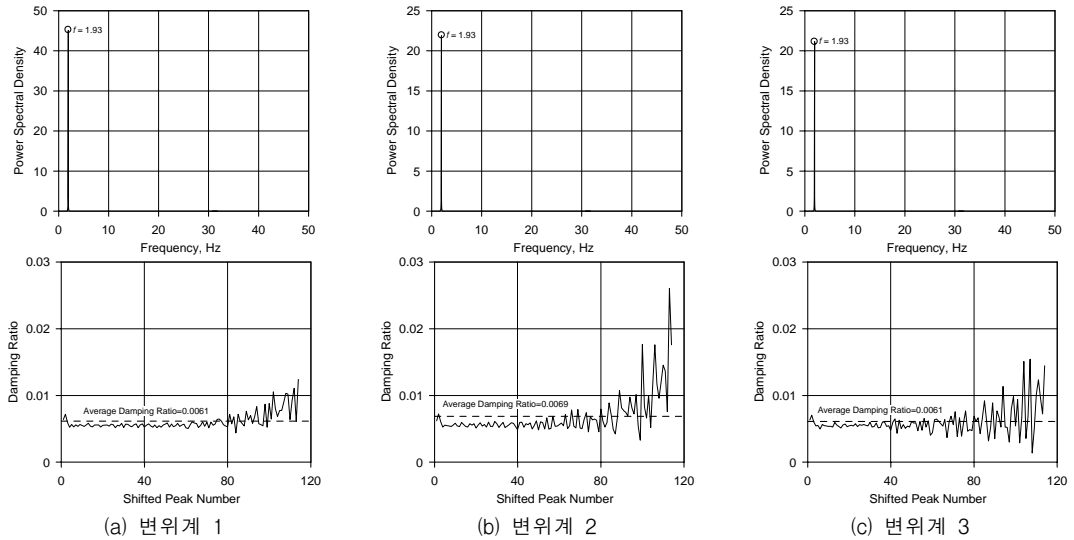 50
40
30
20
10
0
Power Spectral Density
f = 1.93
0 10 20 30 40 50
Frequency, Hz
25
20
15
10
5
0
Power Spectral Density
f = 1.93
0 10 20 30 40 50
Frequency, Hz
25
20
15
10
5
0
Power Spectral Density
f = 1.93
0 10 20 30 40 50
Frequency, Hz
0.03
0.02
0.01
0
Damping Ratio
Average Damping Ratio=0.0061
0 40 80 120
Shifted Peak Number
0.03
0.02
0.01
0
Damping Ratio
Average Damping Ratio=0.0069
0 40 80 120
Shifted Peak Number
0.03
0.02
0.01
0
Damping Ratio
Average Damping Ratio=0.0061
0 40 80 120
Shifted Peak Number
(a) 변위계 1
(b) 변위계 2
(c) 변위계 3